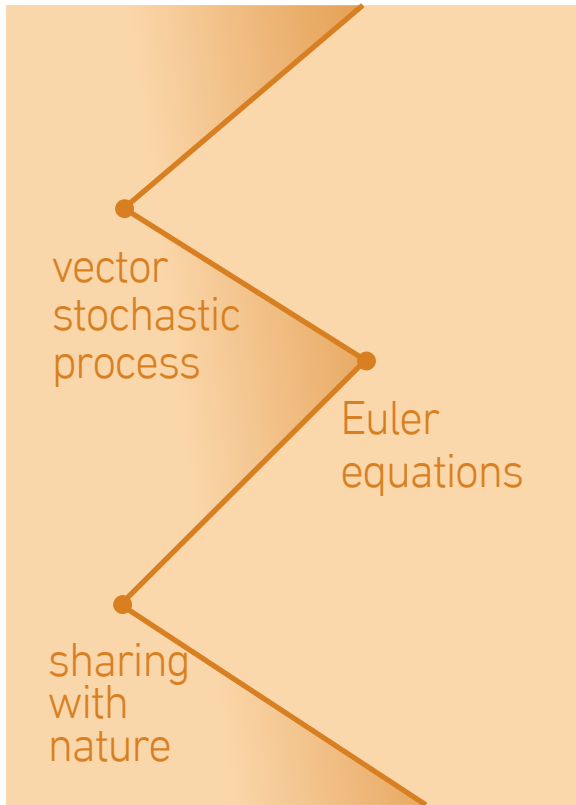 vector
stochastic
process
Euler
equations
sharing
with
nature